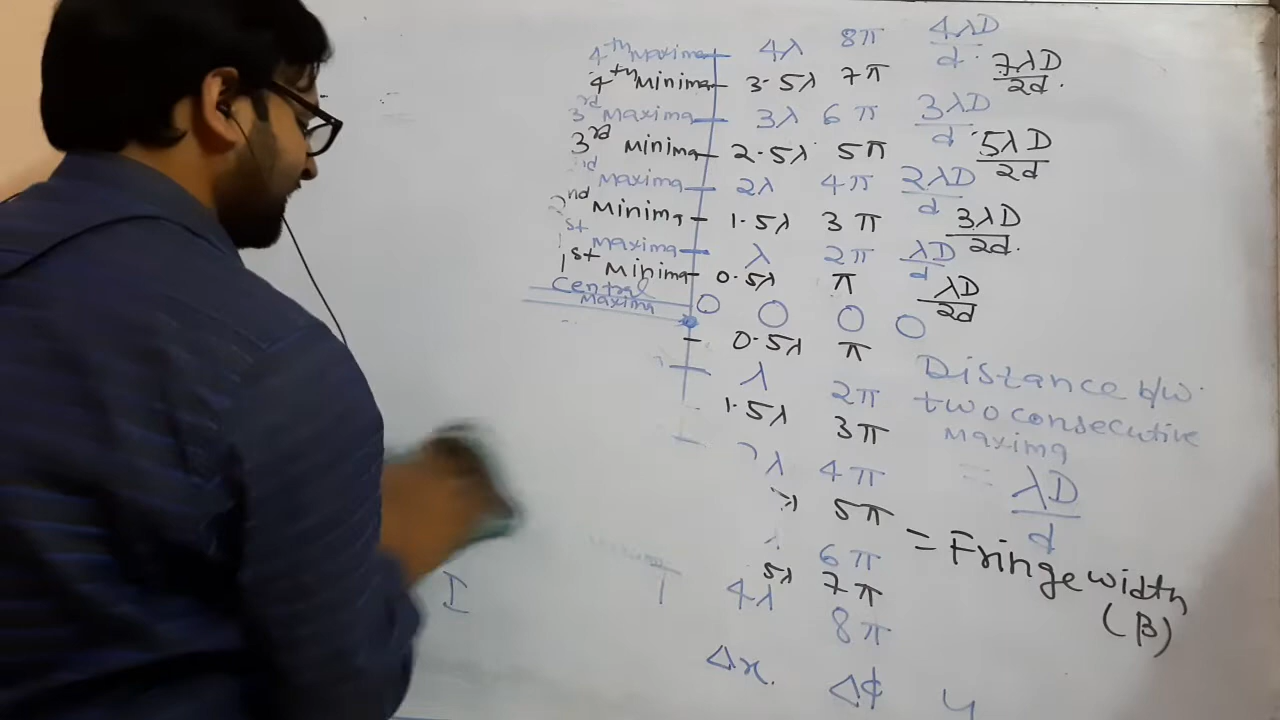 4th Maxima 4λ 8π 4λD/d
4th Minima 3.5λ 7π 7λD/2d
3rd Maxima 3λ 6π 3λD/d
3rd Minima 2.5λ 5π 5λD/2d
Maxima 2λ 4π 2λD/d
2nd Minima 1.5λ 3π 3λD/2d
1st Maxima λ 2π λD/d
1st Minima 0.5λ π λD/2d
Central Maxima 0 0 0 0
0.5λ π
λ 2π
1.5λ 3π
λ 4π
λ 5π
6π
5λ 7π
4λ 8π
Δx Δφ y
Distance b/w
two consecutive
Maxima
= λD/d
= Fringe width
(β)
I